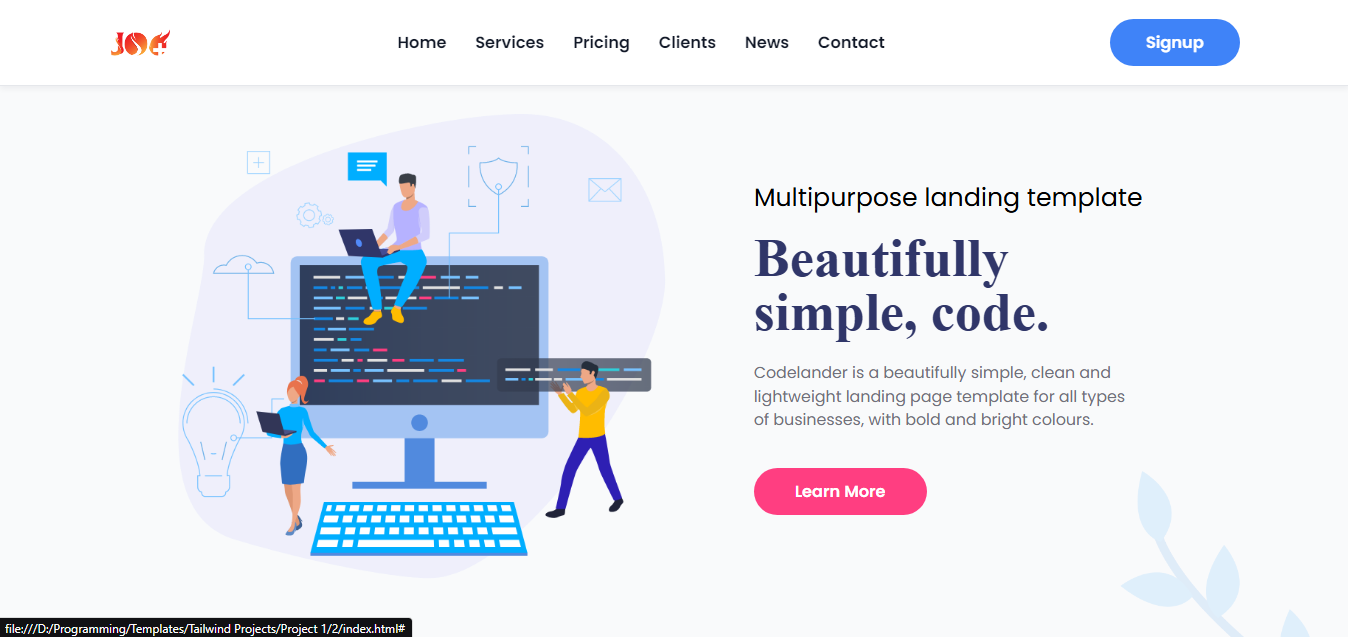 JOE
Home Services Pricing Clients News Contact
Signup
Multipurpose landing template
Beautifully
simple, code.
Codelander is a beautifully simple, clean and
lightweight landing page template for all types
of businesses, with bold and bright colours.
Learn More
file:///D:/Programming/Templates/Tailwind Projects/Project 1/2/index.html#